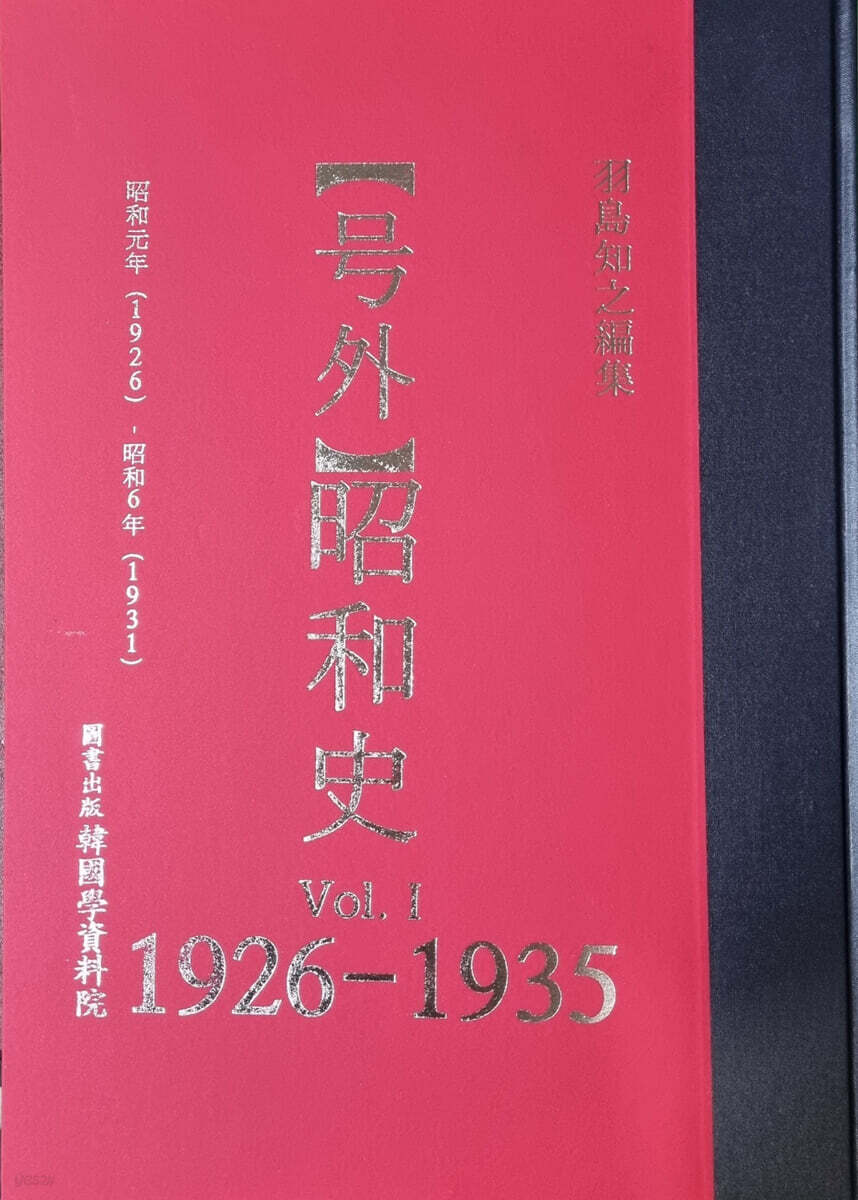 羽島知之編集
【号外】昭和史
Vol. I
1926-1935
昭和元年 (1926) - 昭和6年 (1931)
圖書出版 韓國學資料院